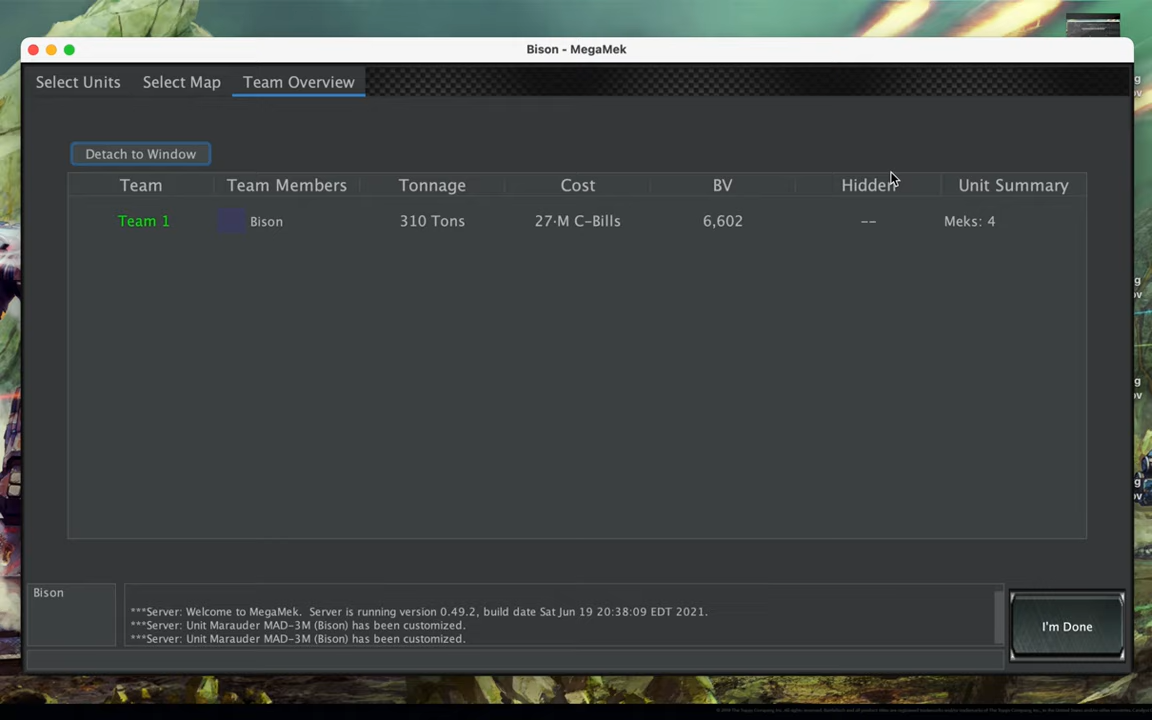 Bison - MegaMek
Select Units Select Map Team Overview
Detach to Window
Team Team Members Tonnage Cost BV Hidden Unit Summary
Team 1 Bison 310 Tons 27·M C-Bills 6,602 -- Meks: 4
Bison
***Server: Welcome to MegaMek.  Server is running version 0.49.2, build date Sat Jun 19 20:38:09 EDT 2021.
***Server: Unit Marauder MAD-3M (Bison) has been customized.
***Server: Unit Marauder MAD-3M (Bison) has been customized.
I'm Done